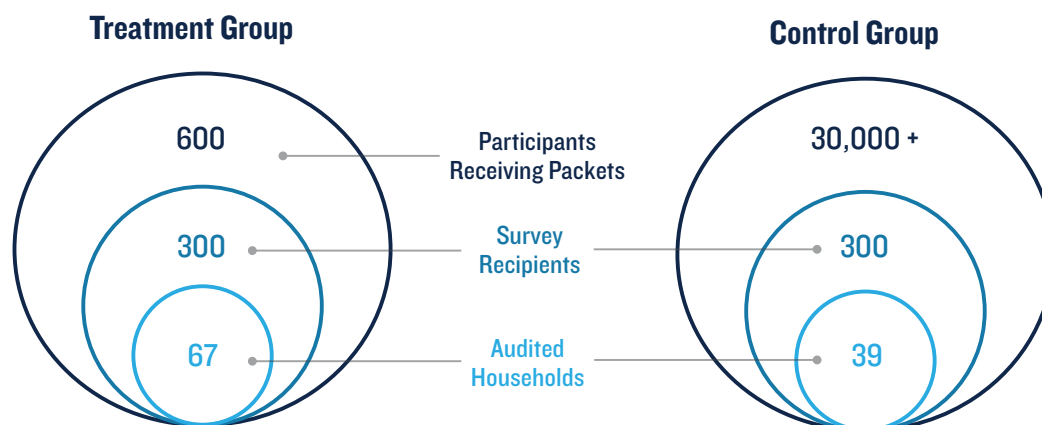 Treatment Group
Control Group
600
Participants
Receiving Packets
30,000 +
300
Survey
Recipients
300
67
Audited
Households
39